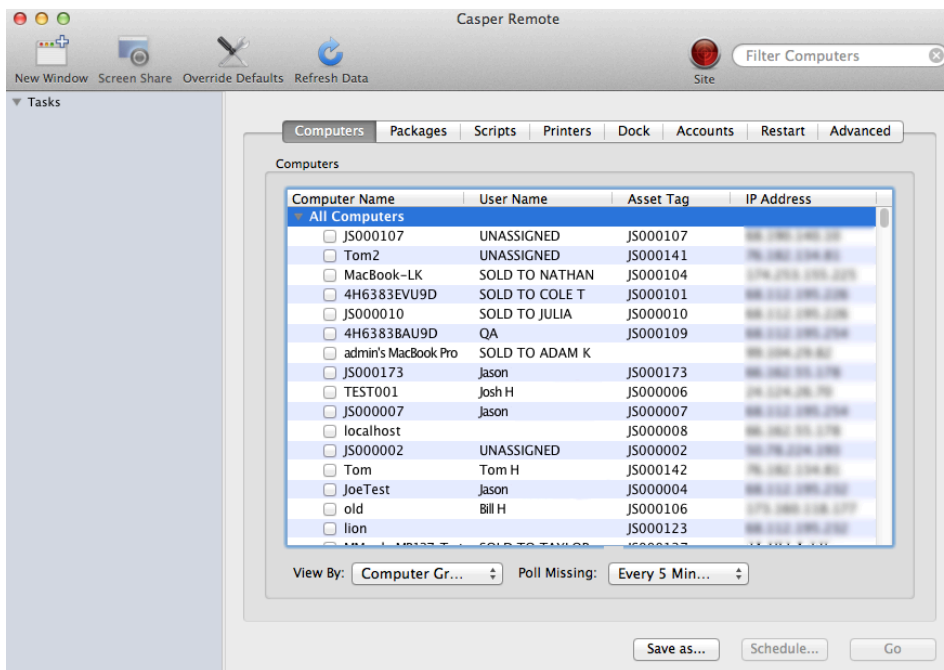 Casper Remote
New Window Screen Share Override Defaults Refresh Data Site Filter Computers
Tasks
Computers Packages Scripts Printers Dock Accounts Restart Advanced
Computers
Computer Name User Name Asset Tag IP Address
All Computers
JS000107 UNASSIGNED JS000107
Tom2 UNASSIGNED JS000141
MacBook-LK SOLD TO NATHAN JS000104
4H6383EVU9D SOLD TO COLE T JS000101
JS000010 SOLD TO JULIA JS000010
4H6383BAU9D QA JS000109
admin's MacBook Pro SOLD TO ADAM K
JS000173 Jason JS000173
TEST001 Josh H JS000006
JS000007 Jason JS000007
localhost JS000008
JS000002 UNASSIGNED JS000002
Tom Tom H JS000142
JoeTest Jason JS000004
old Bill H JS000106
lion JS000123
View By: Computer Gr... Poll Missing: Every 5 Min...
Save as... Schedule... Go